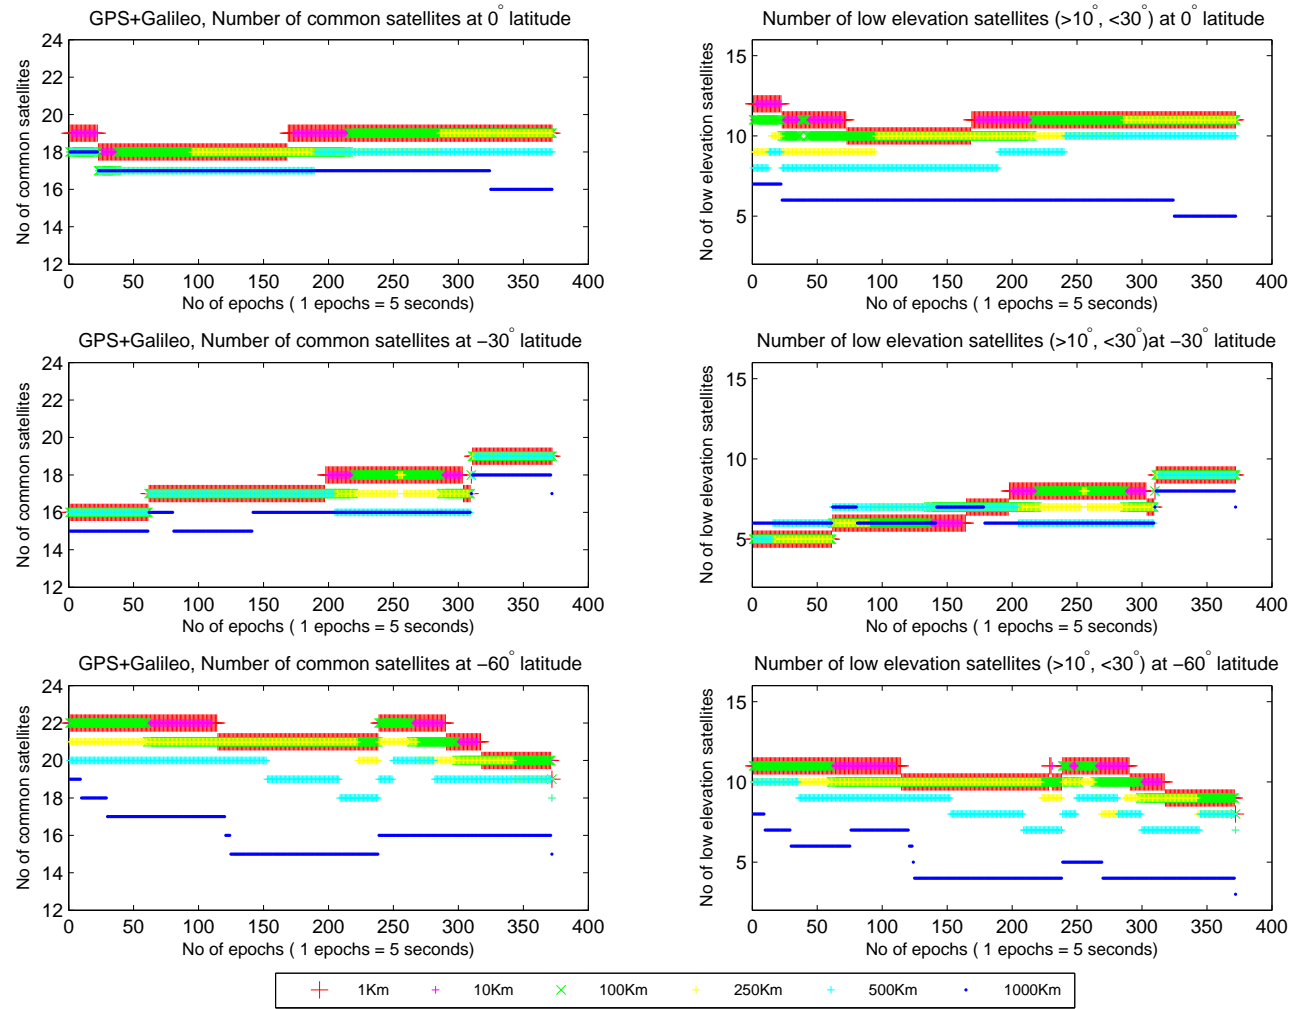 GPS+Galileo, Number of common satellites at 0° latitude
No of common satellites
24
22
20
18
16
14
12
0 50 100 150 200 250 300 350 400
No of epochs ( 1 epochs = 5 seconds)
Number of low elevation satellites (>10°, <30°) at 0° latitude
No of low elevation satellites
15
10
5
0 50 100 150 200 250 300 350 400
No of epochs ( 1 epochs = 5 seconds)
GPS+Galileo, Number of common satellites at −30° latitude
No of common satellites
24
22
20
18
16
14
12
0 50 100 150 200 250 300 350 400
No of epochs ( 1 epochs = 5 seconds)
Number of low elevation satellites (>10°, <30°)at −30° latitude
No of low elevation satellites
15
10
5
0 50 100 150 200 250 300 350 400
No of epochs ( 1 epochs = 5 seconds)
GPS+Galileo, Number of common satellites at −60° latitude
No of common satellites
24
22
20
18
16
14
12
0 50 100 150 200 250 300 350 400
No of epochs ( 1 epochs = 5 seconds)
Number of low elevation satellites (>10°, <30°) at −60° latitude
No of low elevation satellites
15
10
5
0 50 100 150 200 250 300 350 400
No of epochs ( 1 epochs = 5 seconds)
1Km 10Km 100Km 250Km 500Km 1000Km